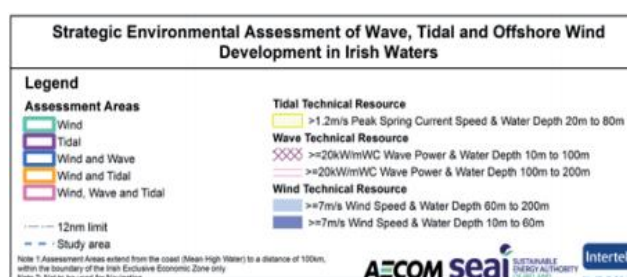 Strategic Environmental Assessment of Wave, Tidal and Offshore Wind
Development in Irish Waters
Legend
Assessment Areas
Wind
Tidal
Wind and Wave
Wind and Tidal
Wind, Wave and Tidal
12nm limit
Study area
Note 1:Assessment Areas extend from the coast (Mean High Water) to a distance of 100km,
within the boundary of the Irish Exclusive Economic Zone only
Tidal Technical Resource
>1.2m/s Peak Spring Current Speed & Water Depth 20m to 80m
Wave Technical Resource
>=20kW/mWC Wave Power & Water Depth 10m to 100m
>=20kW/mWC Wave Power & Water Depth 100m to 200m
Wind Technical Resource
>=7m/s Wind Speed & Water Depth 60m to 200m
>=7m/s Wind Speed & Water Depth 10m to 60m
AECOM
seai
SUSTAINABLE
ENERGY AUTHORITY